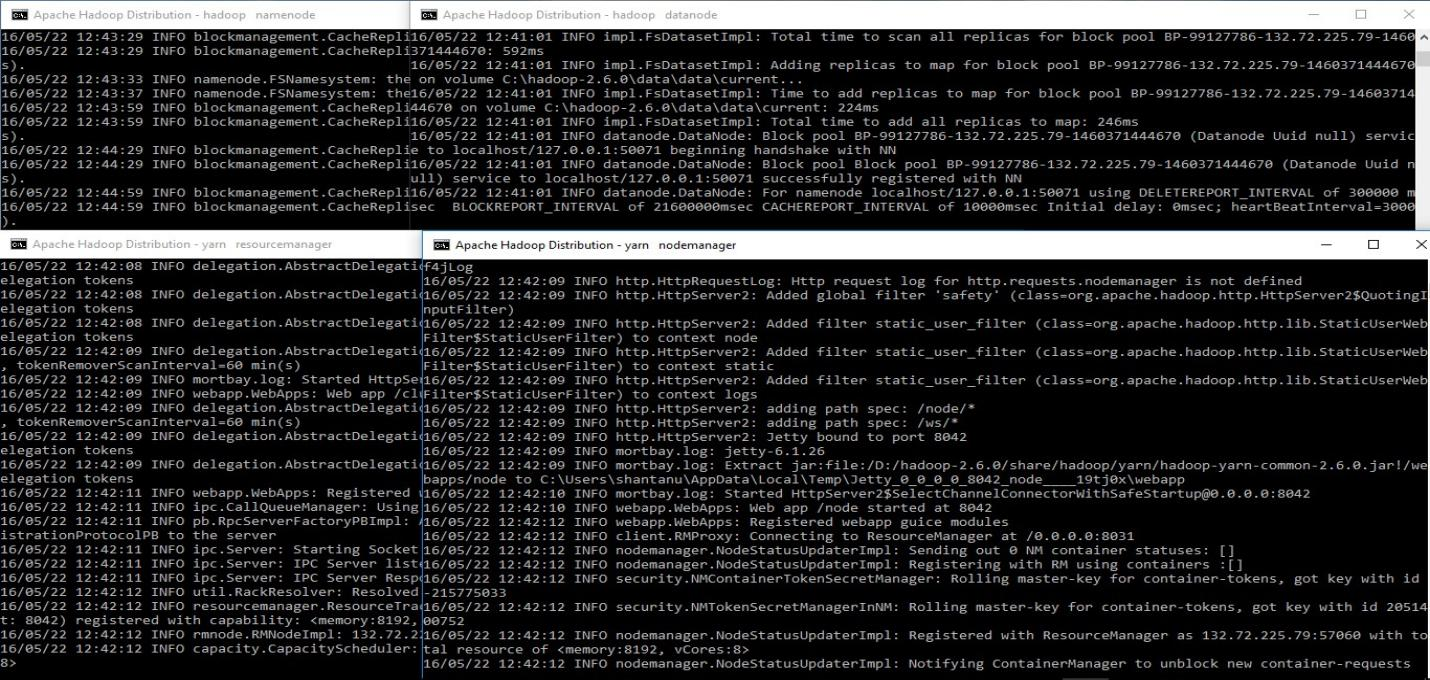 Apache Hadoop Distribution - hadoop   namenode
16/05/22 12:43:29 INFO blockmanagement.CacheRepli
16/05/22 12:43:29 INFO blockmanagement.CacheRepli
s).
16/05/22 12:43:33 INFO namenode.FSNamesystem: the
16/05/22 12:43:37 INFO namenode.FSNamesystem: the
16/05/22 12:43:59 INFO blockmanagement.CacheRepli
16/05/22 12:43:59 INFO blockmanagement.CacheRepli
s).
16/05/22 12:44:29 INFO blockmanagement.CacheRepli
16/05/22 12:44:29 INFO blockmanagement.CacheRepli
s).
16/05/22 12:44:59 INFO blockmanagement.CacheRepli
16/05/22 12:44:59 INFO blockmanagement.CacheRepli
).
Apache Hadoop Distribution - hadoop   datanode
16/05/22 12:41:01 INFO impl.FsDatasetImpl: Total time to scan all replicas for block pool BP-99127786-132.72.225.79-1460
371444670: 592ms
16/05/22 12:41:01 INFO impl.FsDatasetImpl: Adding replicas to map for block pool BP-99127786-132.72.225.79-1460371444670
on volume C:\hadoop-2.6.0\data\data\current...
16/05/22 12:41:01 INFO impl.FsDatasetImpl: Time to add replicas to map for block pool BP-99127786-132.72.225.79-14603714
44670 on volume C:\hadoop-2.6.0\data\data\current: 224ms
16/05/22 12:41:01 INFO impl.FsDatasetImpl: Total time to add all replicas to map: 246ms
16/05/22 12:41:01 INFO datanode.DataNode: Block pool BP-99127786-132.72.225.79-1460371444670 (Datanode Uuid null) servic
e to localhost/127.0.0.1:50071 beginning handshake with NN
16/05/22 12:41:01 INFO datanode.DataNode: Block pool Block pool BP-99127786-132.72.225.79-1460371444670 (Datanode Uuid n
ull) service to localhost/127.0.0.1:50071 successfully registered with NN
16/05/22 12:41:01 INFO datanode.DataNode: For namenode localhost/127.0.0.1:50071 using DELETEREPORT_INTERVAL of 300000 m
sec  BLOCKREPORT_INTERVAL of 21600000msec CACHEREPORT_INTERVAL of 10000msec Initial delay: 0msec; heartBeatInterval=3000
Apache Hadoop Distribution - yarn   resourcemanager
16/05/22 12:42:08 INFO delegation.AbstractDelegati
elegation tokens
16/05/22 12:42:08 INFO delegation.AbstractDelegati
elegation tokens
16/05/22 12:42:08 INFO delegation.AbstractDelegati
elegation tokens
16/05/22 12:42:09 INFO delegation.AbstractDelegati
, tokenRemoverScanInterval=60 min(s)
16/05/22 12:42:09 INFO mortbay.log: Started HttpSe
16/05/22 12:42:09 INFO webapp.WebApps: Web app /clu
16/05/22 12:42:09 INFO delegation.AbstractDelegati
, tokenRemoverScanInterval=60 min(s)
16/05/22 12:42:09 INFO delegation.AbstractDelegati
elegation tokens
16/05/22 12:42:09 INFO delegation.AbstractDelegati
elegation tokens
16/05/22 12:42:11 INFO webapp.WebApps: Registered
16/05/22 12:42:11 INFO ipc.CallQueueManager: Using
16/05/22 12:42:11 INFO pb.RpcServerFactoryPBImpl:
istrationProtocolPB to the server
16/05/22 12:42:11 INFO ipc.Server: Starting Socket
16/05/22 12:42:11 INFO ipc.Server: IPC Server list
16/05/22 12:42:11 INFO ipc.Server: IPC Server Resp
16/05/22 12:42:12 INFO util.RackResolver: Resolved
16/05/22 12:42:12 INFO resourcemanager.ResourceTra
t: 8042) registered with capability: <memory:8192,
16/05/22 12:42:12 INFO rmnode.RMNodeImpl: 132.72.2
16/05/22 12:42:12 INFO capacity.CapacityScheduler:
8>
Apache Hadoop Distribution - yarn   nodemanager
f4jLog
16/05/22 12:42:09 INFO http.HttpRequestLog: Http request log for http.requests.nodemanager is not defined
16/05/22 12:42:09 INFO http.HttpServer2: Added global filter 'safety' (class=org.apache.hadoop.http.HttpServer2$QuotingI
nputFilter)
16/05/22 12:42:09 INFO http.HttpServer2: Added filter static_user_filter (class=org.apache.hadoop.http.lib.StaticUserWeb
Filter$StaticUserFilter) to context node
16/05/22 12:42:09 INFO http.HttpServer2: Added filter static_user_filter (class=org.apache.hadoop.http.lib.StaticUserWeb
Filter$StaticUserFilter) to context static
16/05/22 12:42:09 INFO http.HttpServer2: Added filter static_user_filter (class=org.apache.hadoop.http.lib.StaticUserWeb
Filter$StaticUserFilter) to context logs
16/05/22 12:42:09 INFO http.HttpServer2: adding path spec: /node/*
16/05/22 12:42:09 INFO http.HttpServer2: adding path spec: /ws/*
16/05/22 12:42:09 INFO http.HttpServer2: Jetty bound to port 8042
16/05/22 12:42:09 INFO mortbay.log: jetty-6.1.26
16/05/22 12:42:09 INFO mortbay.log: Extract jar:file:/D:/hadoop-2.6.0/share/hadoop/yarn/hadoop-yarn-common-2.6.0.jar!/we
bapps/node to C:\Users\shantanu\AppData\Local\Temp\Jetty_0_0_0_0_8042_node____19tj0x\webapp
16/05/22 12:42:10 INFO mortbay.log: Started HttpServer2$SelectChannelConnectorWithSafeStartup@0.0.0.0:8042
16/05/22 12:42:10 INFO webapp.WebApps: Web app /node started at 8042
16/05/22 12:42:12 INFO webapp.WebApps: Registered webapp guice modules
16/05/22 12:42:12 INFO client.RMProxy: Connecting to ResourceManager at /0.0.0.0:8031
16/05/22 12:42:12 INFO nodemanager.NodeStatusUpdaterImpl: Sending out 0 NM container statuses: []
16/05/22 12:42:12 INFO nodemanager.NodeStatusUpdaterImpl: Registering with RM using containers :[]
16/05/22 12:42:12 INFO security.NMContainerTokenSecretManager: Rolling master-key for container-tokens, got key with id
-215775033
16/05/22 12:42:12 INFO security.NMTokenSecretManagerInNM: Rolling master-key for container-tokens, got key with id 20514
00752
16/05/22 12:42:12 INFO nodemanager.NodeStatusUpdaterImpl: Registered with ResourceManager as 132.72.225.79:57060 with to
tal resource of <memory:8192, vCores:8>
16/05/22 12:42:12 INFO nodemanager.NodeStatusUpdaterImpl: Notifying ContainerManager to unblock new container-requests